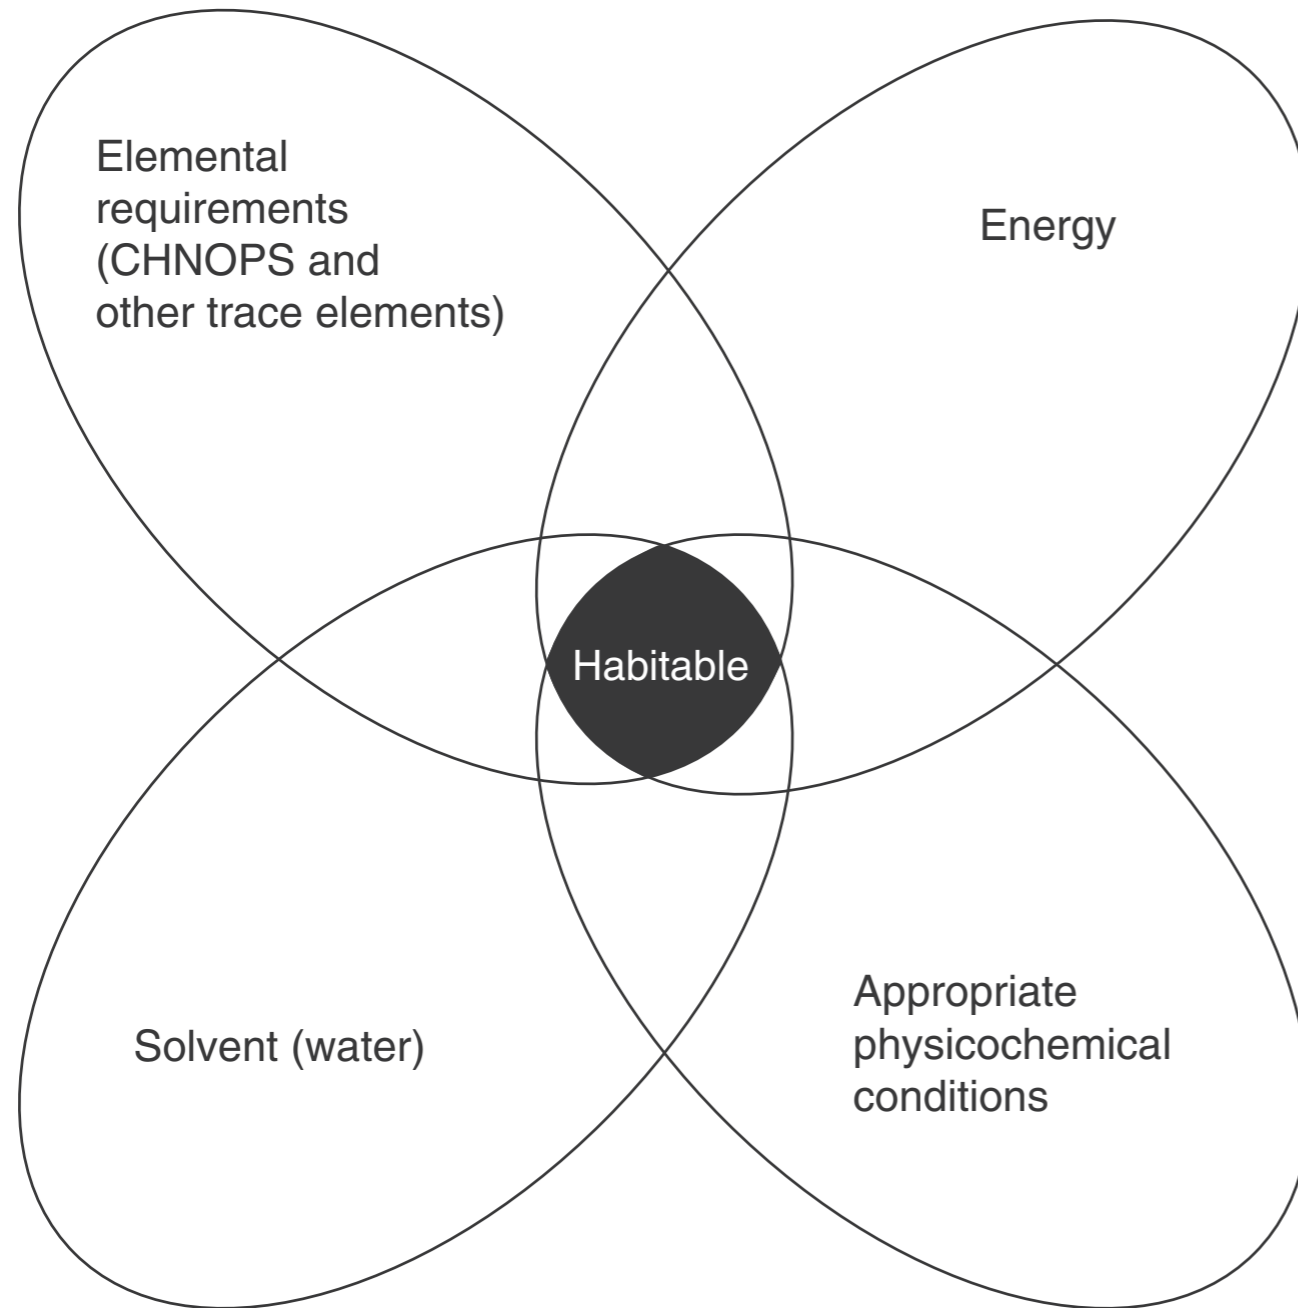 Elemental
requirements
(CHNOPS and
other trace elements)
Energy
Habitable
Solvent (water)
Appropriate
physicochemical
conditions